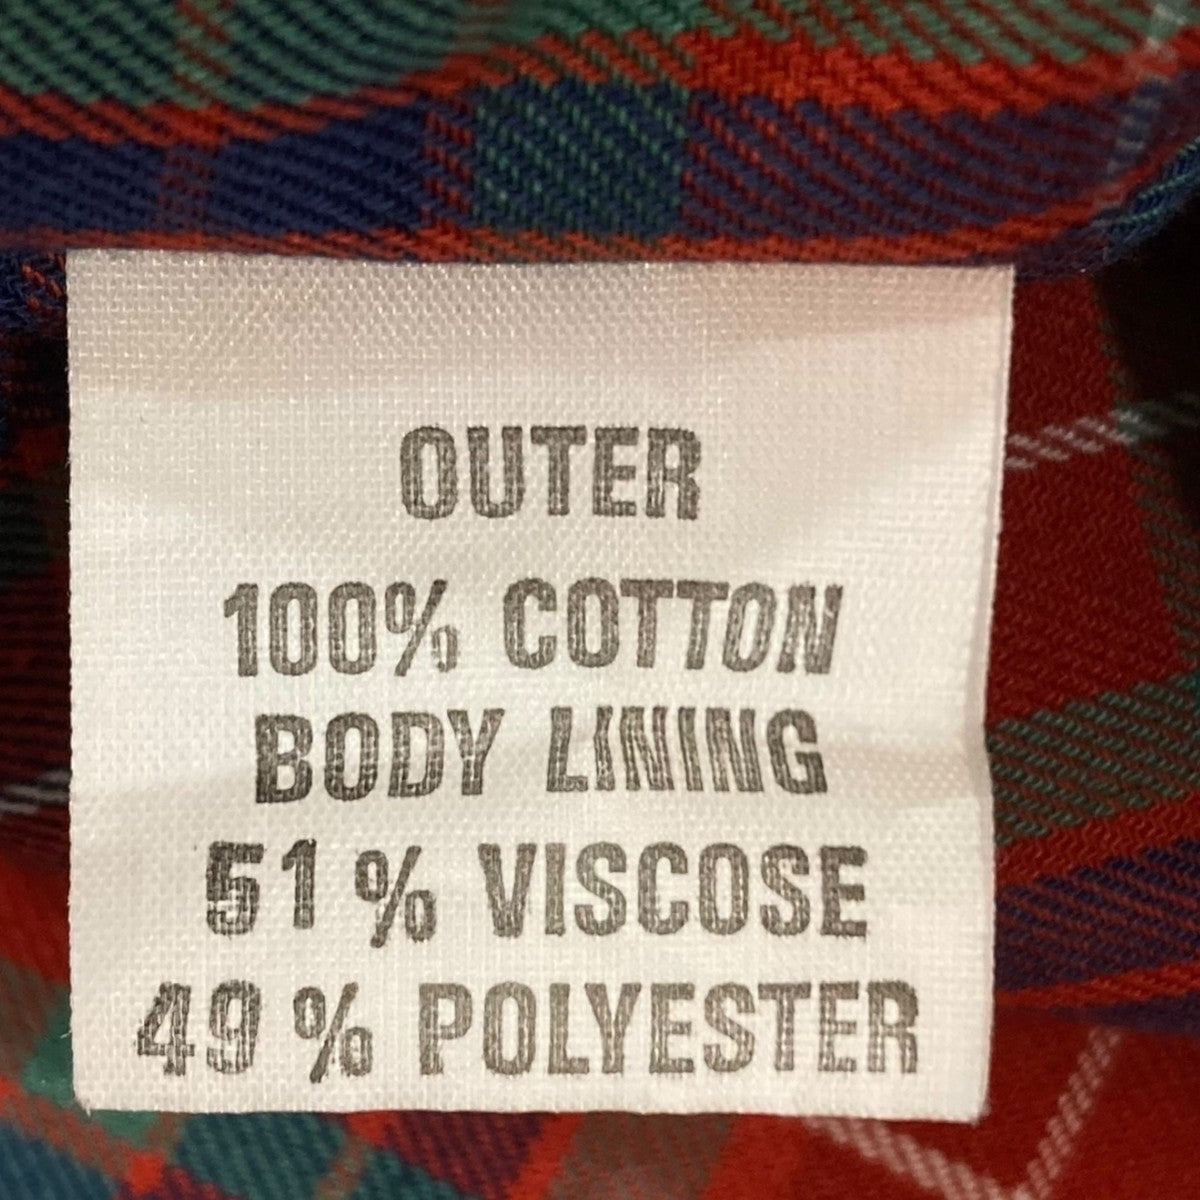 OUTER
100% COTTON
BODY LINING
51% VISCOSE
49% POLYESTER